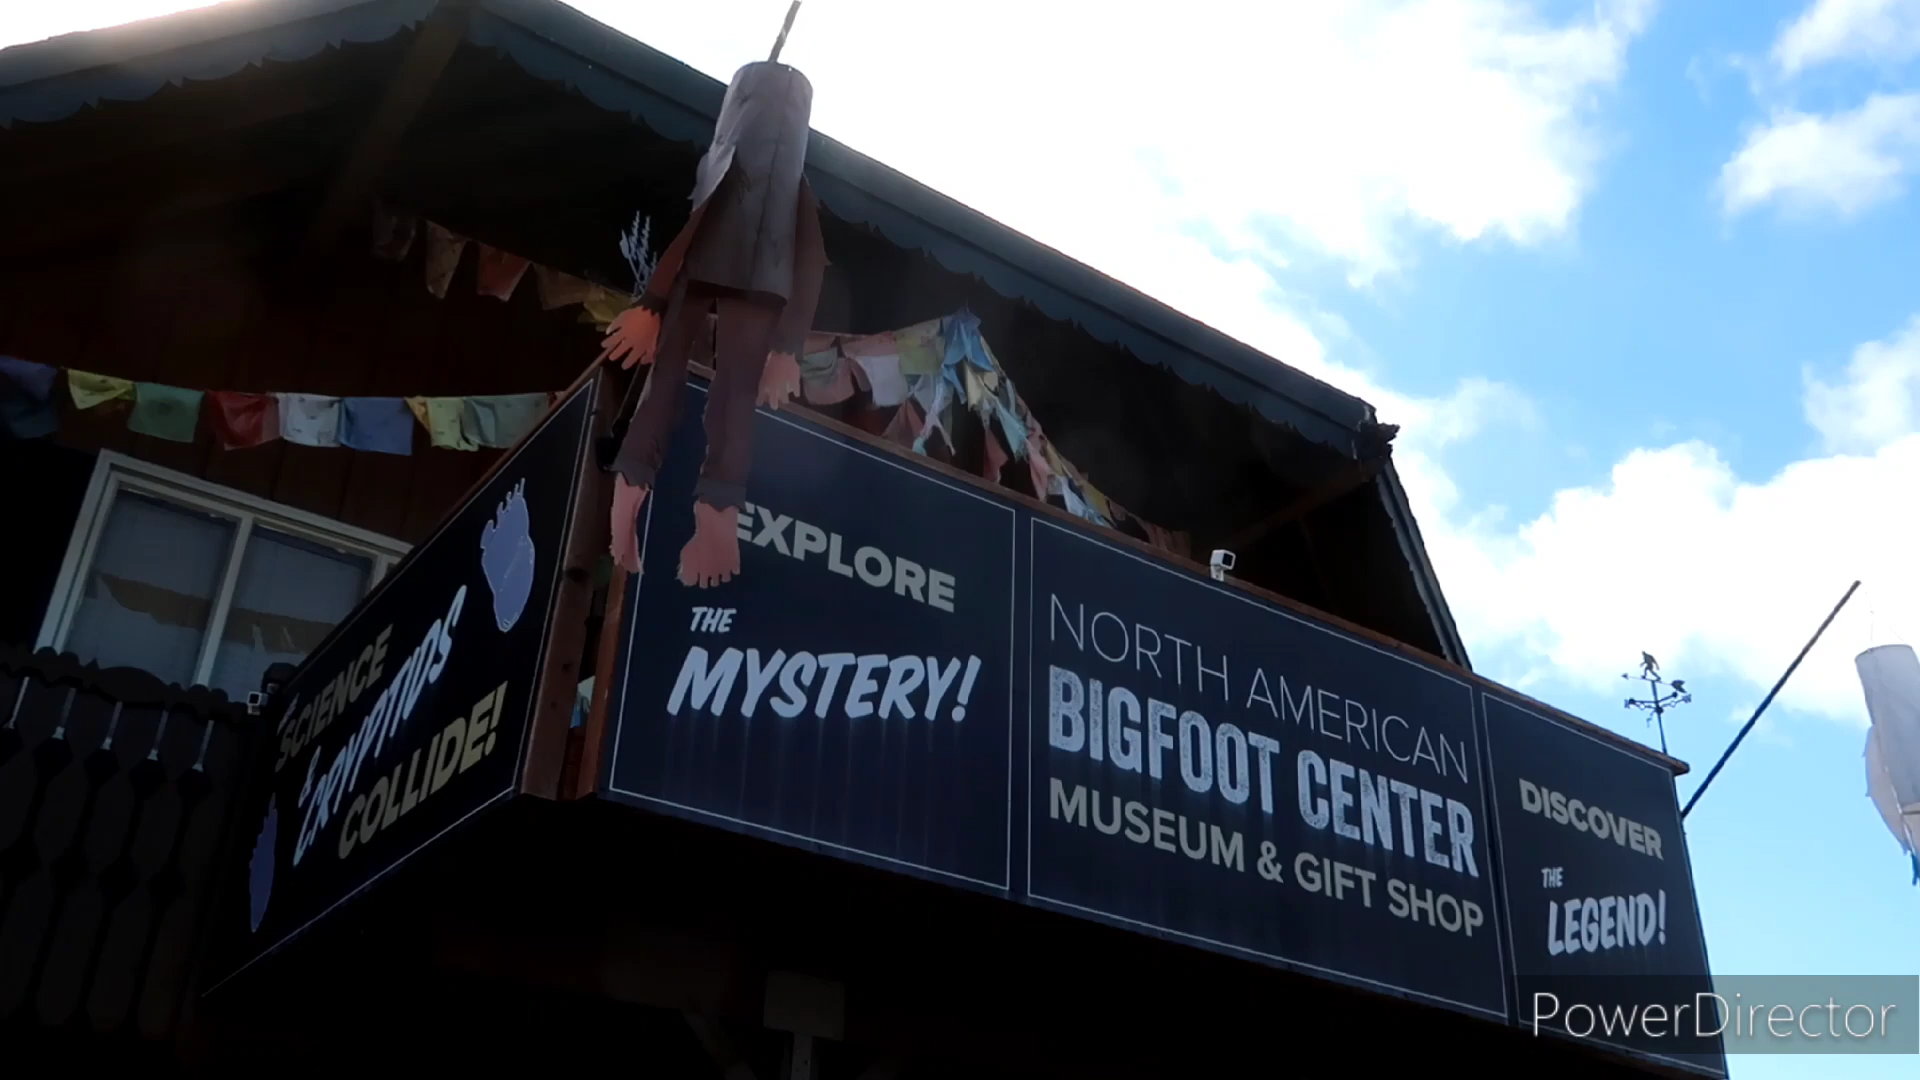 SCIENCE
& CRYPTIDS
COLLIDE!
EXPLORE
THE
MYSTERY!
NORTH AMERICAN
BIGFOOT CENTER
MUSEUM & GIFT SHOP
DISCOVER
THE
LEGEND!
PowerDirector